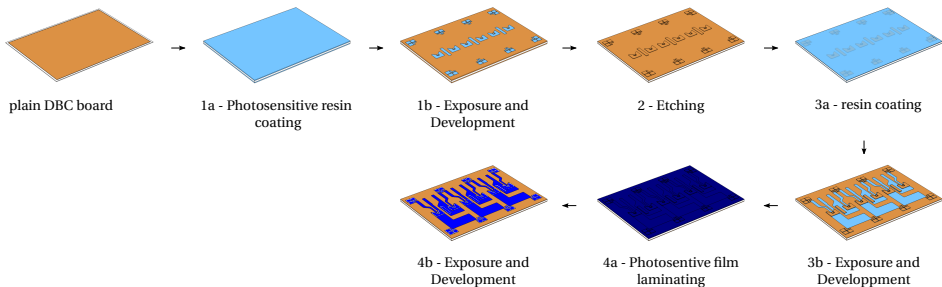 plain DBC board
1a - Photosensitive resin
coating
1b - Exposure and
Development
2 - Etching
3a - resin coating
4b - Exposure and
Development
4a - Photosentive film
laminating
3b - Exposure and
Developpment